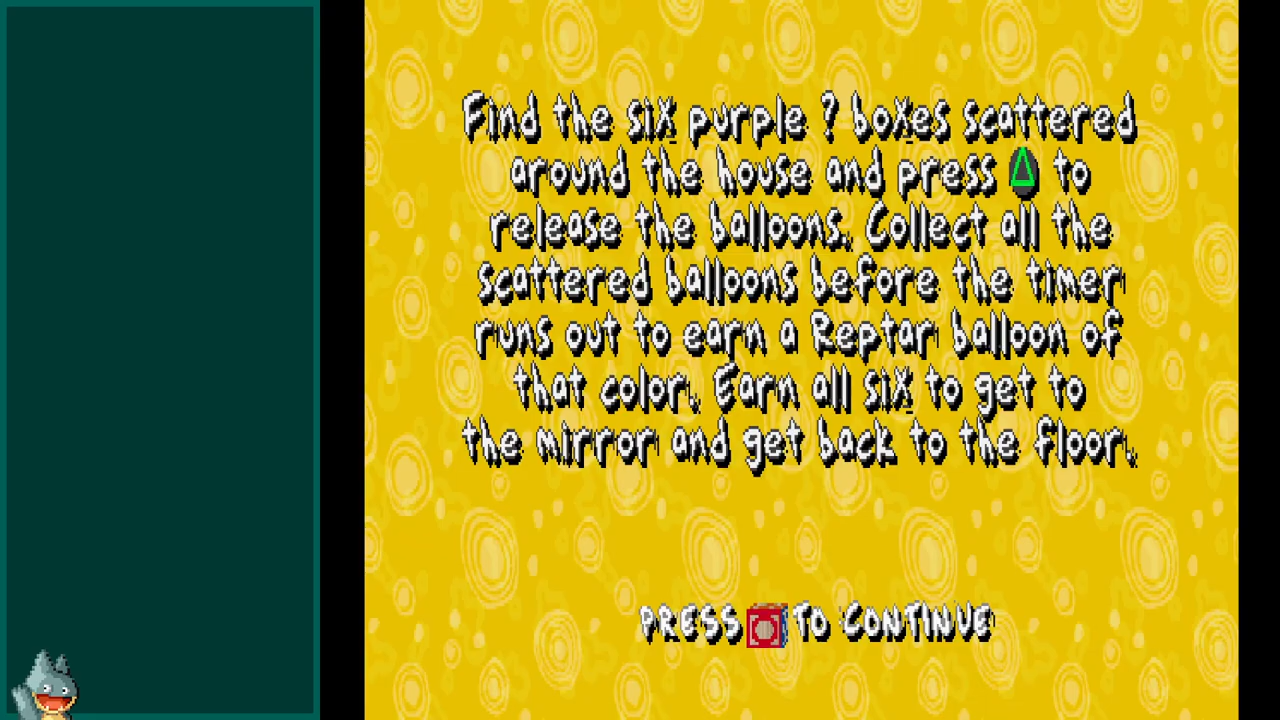 Find the six purple ? boxes scattered
around the house and press △ to
release the balloons. Collect all the
scattered balloons before the timer
runs out to earn a Reptar balloon of
that color. Earn all six to get to
the mirror and get back to the floor.
PRESS TO CONTINUE